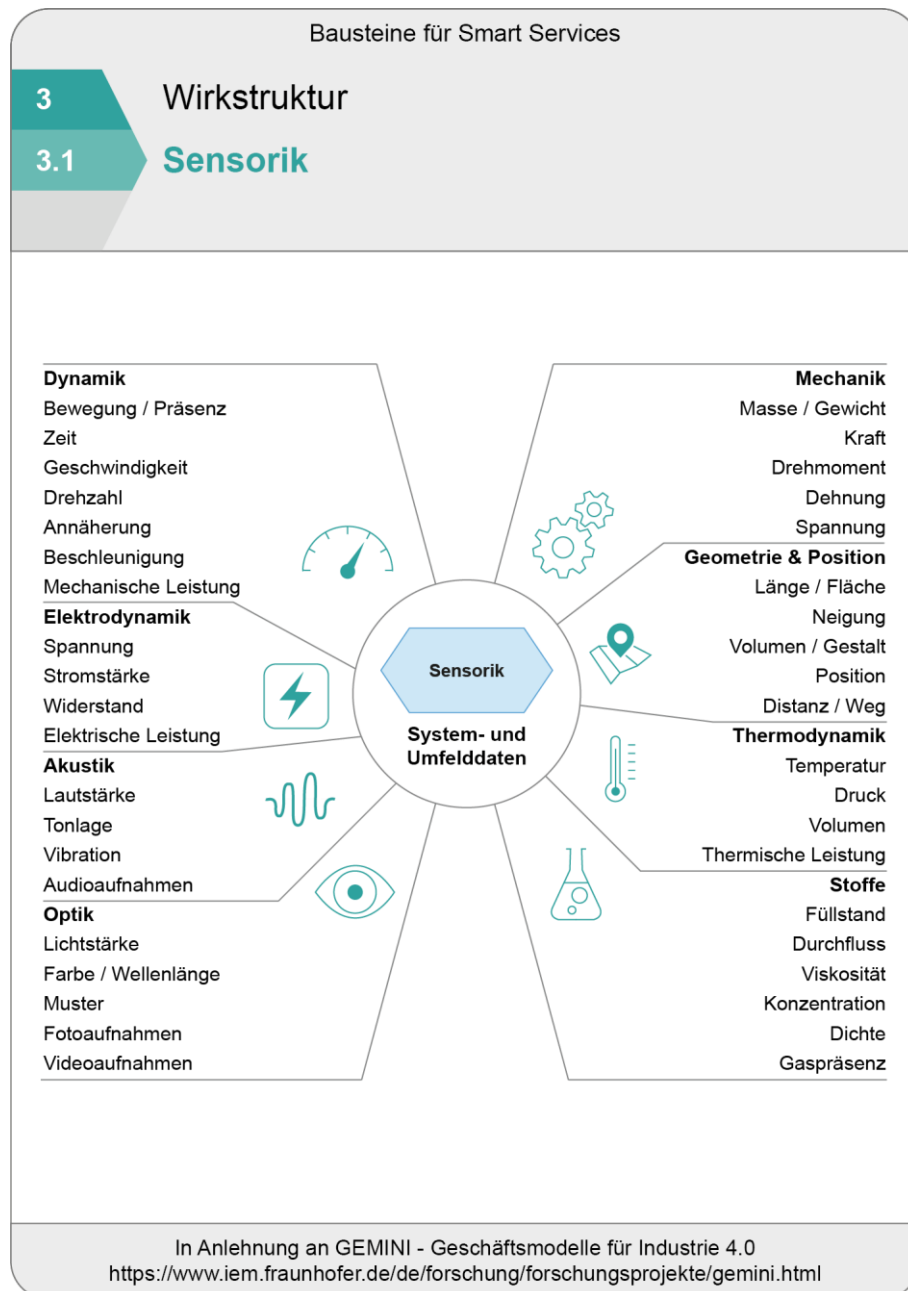 Bausteine für Smart Services
3
Wirkstruktur
3.1
Sensorik
Dynamik
Bewegung / Präsenz
Zeit
Geschwindigkeit
Drehzahl
Annäherung
Beschleunigung
Mechanische Leistung
Elektrodynamik
Spannung
Stromstärke
Widerstand
Elektrische Leistung
Akustik
Lautstärke
Tonlage
Vibration
Audioaufnahmen
Optik
Lichtstärke
Farbe / Wellenlänge
Muster
Fotoaufnahmen
Videoaufnahmen
Sensorik
System- und
Umfelddaten
Mechanik
Masse / Gewicht
Kraft
Drehmoment
Dehnung
Spannung
Geometrie & Position
Länge / Fläche
Neigung
Volumen / Gestalt
Position
Distanz / Weg
Thermodynamik
Temperatur
Druck
Volumen
Thermische Leistung
Stoffe
Füllstand
Durchfluss
Viskosität
Konzentration
Dichte
Gaspräsenz
In Anlehnung an GEMINI - Geschäftsmodelle für Industrie 4.0
https://www.iem.fraunhofer.de/de/forschung/forschungsprojekte/gemini.html